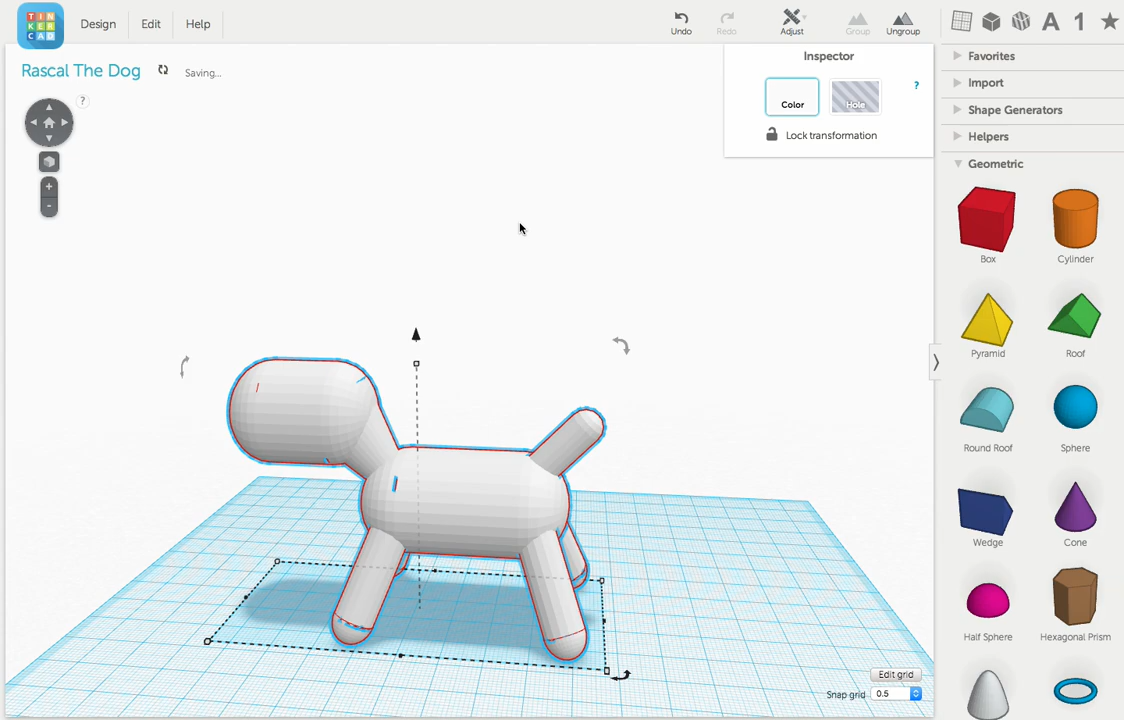 TIN
KER
CAD
Design
Edit
Help
Undo
Redo
Adjust
Group
Ungroup
A
1
Rascal The Dog
Saving...
?
+
-
Inspector
Color
Hole
?
Lock transformation
Favorites
Import
Shape Generators
Helpers
Geometric
Box
Cylinder
Pyramid
Roof
Round Roof
Sphere
Wedge
Cone
Half Sphere
Hexagonal Prism
Edit grid
Snap grid 0.5